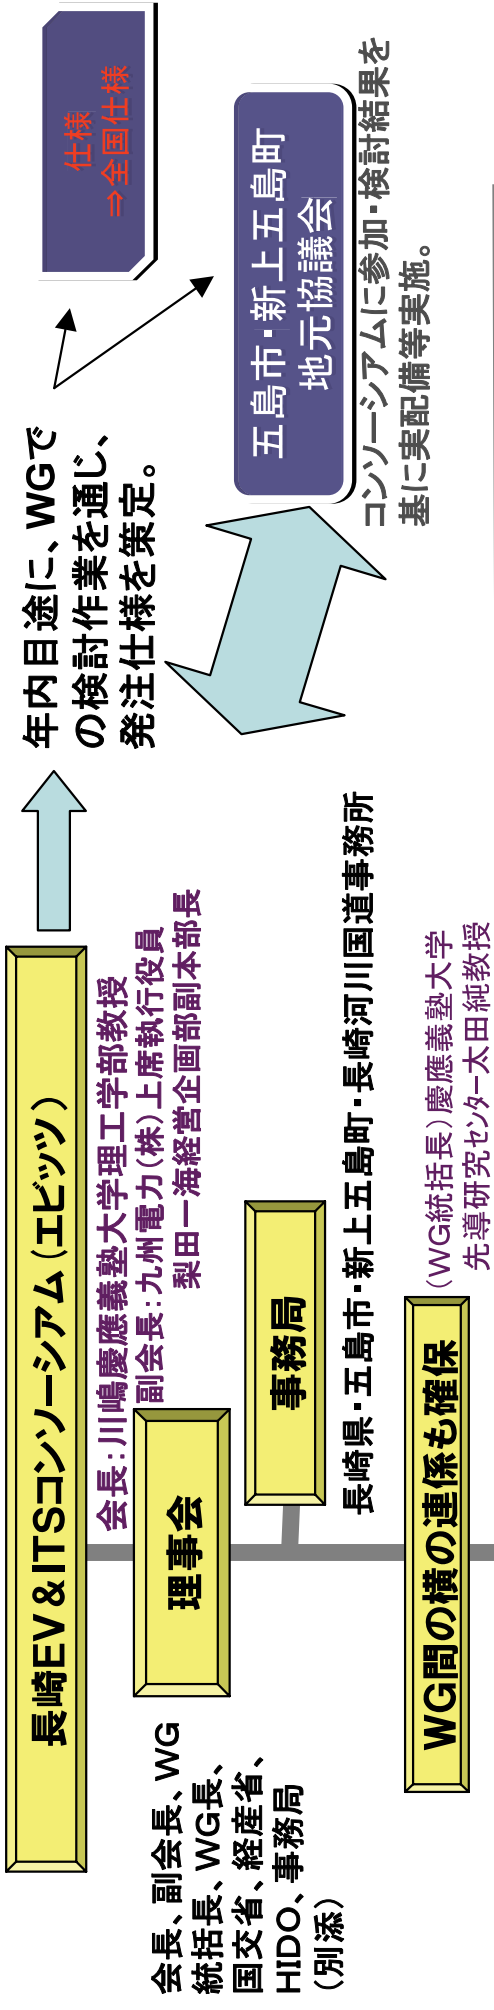 長崎EV＆ITSコンソーシアム（エビッツ）
年内目途に、WGで
の検討作業を通じ、
発注仕様を策定。
仕様
⇒全国仕様
会長：川嶋慶應義塾大学理工学部教授
副会長：九州電力（株）上席執行役員
梨田一海経営企画部副本部長
五島市・新上五島町
地元協議会
コンソーシアムに参加・検討結果を
基に実配備等実施。
会長、副会長、WG
統括長、WG長、
国交省、経産省、
HIDO、事務局
（別添）
理事会
事務局
長崎県・五島市・新上五島町・長崎河川国道事務所
WG間の横の連係も確保
（WG統括長）慶應義塾大学
先導研究センター太田純教授